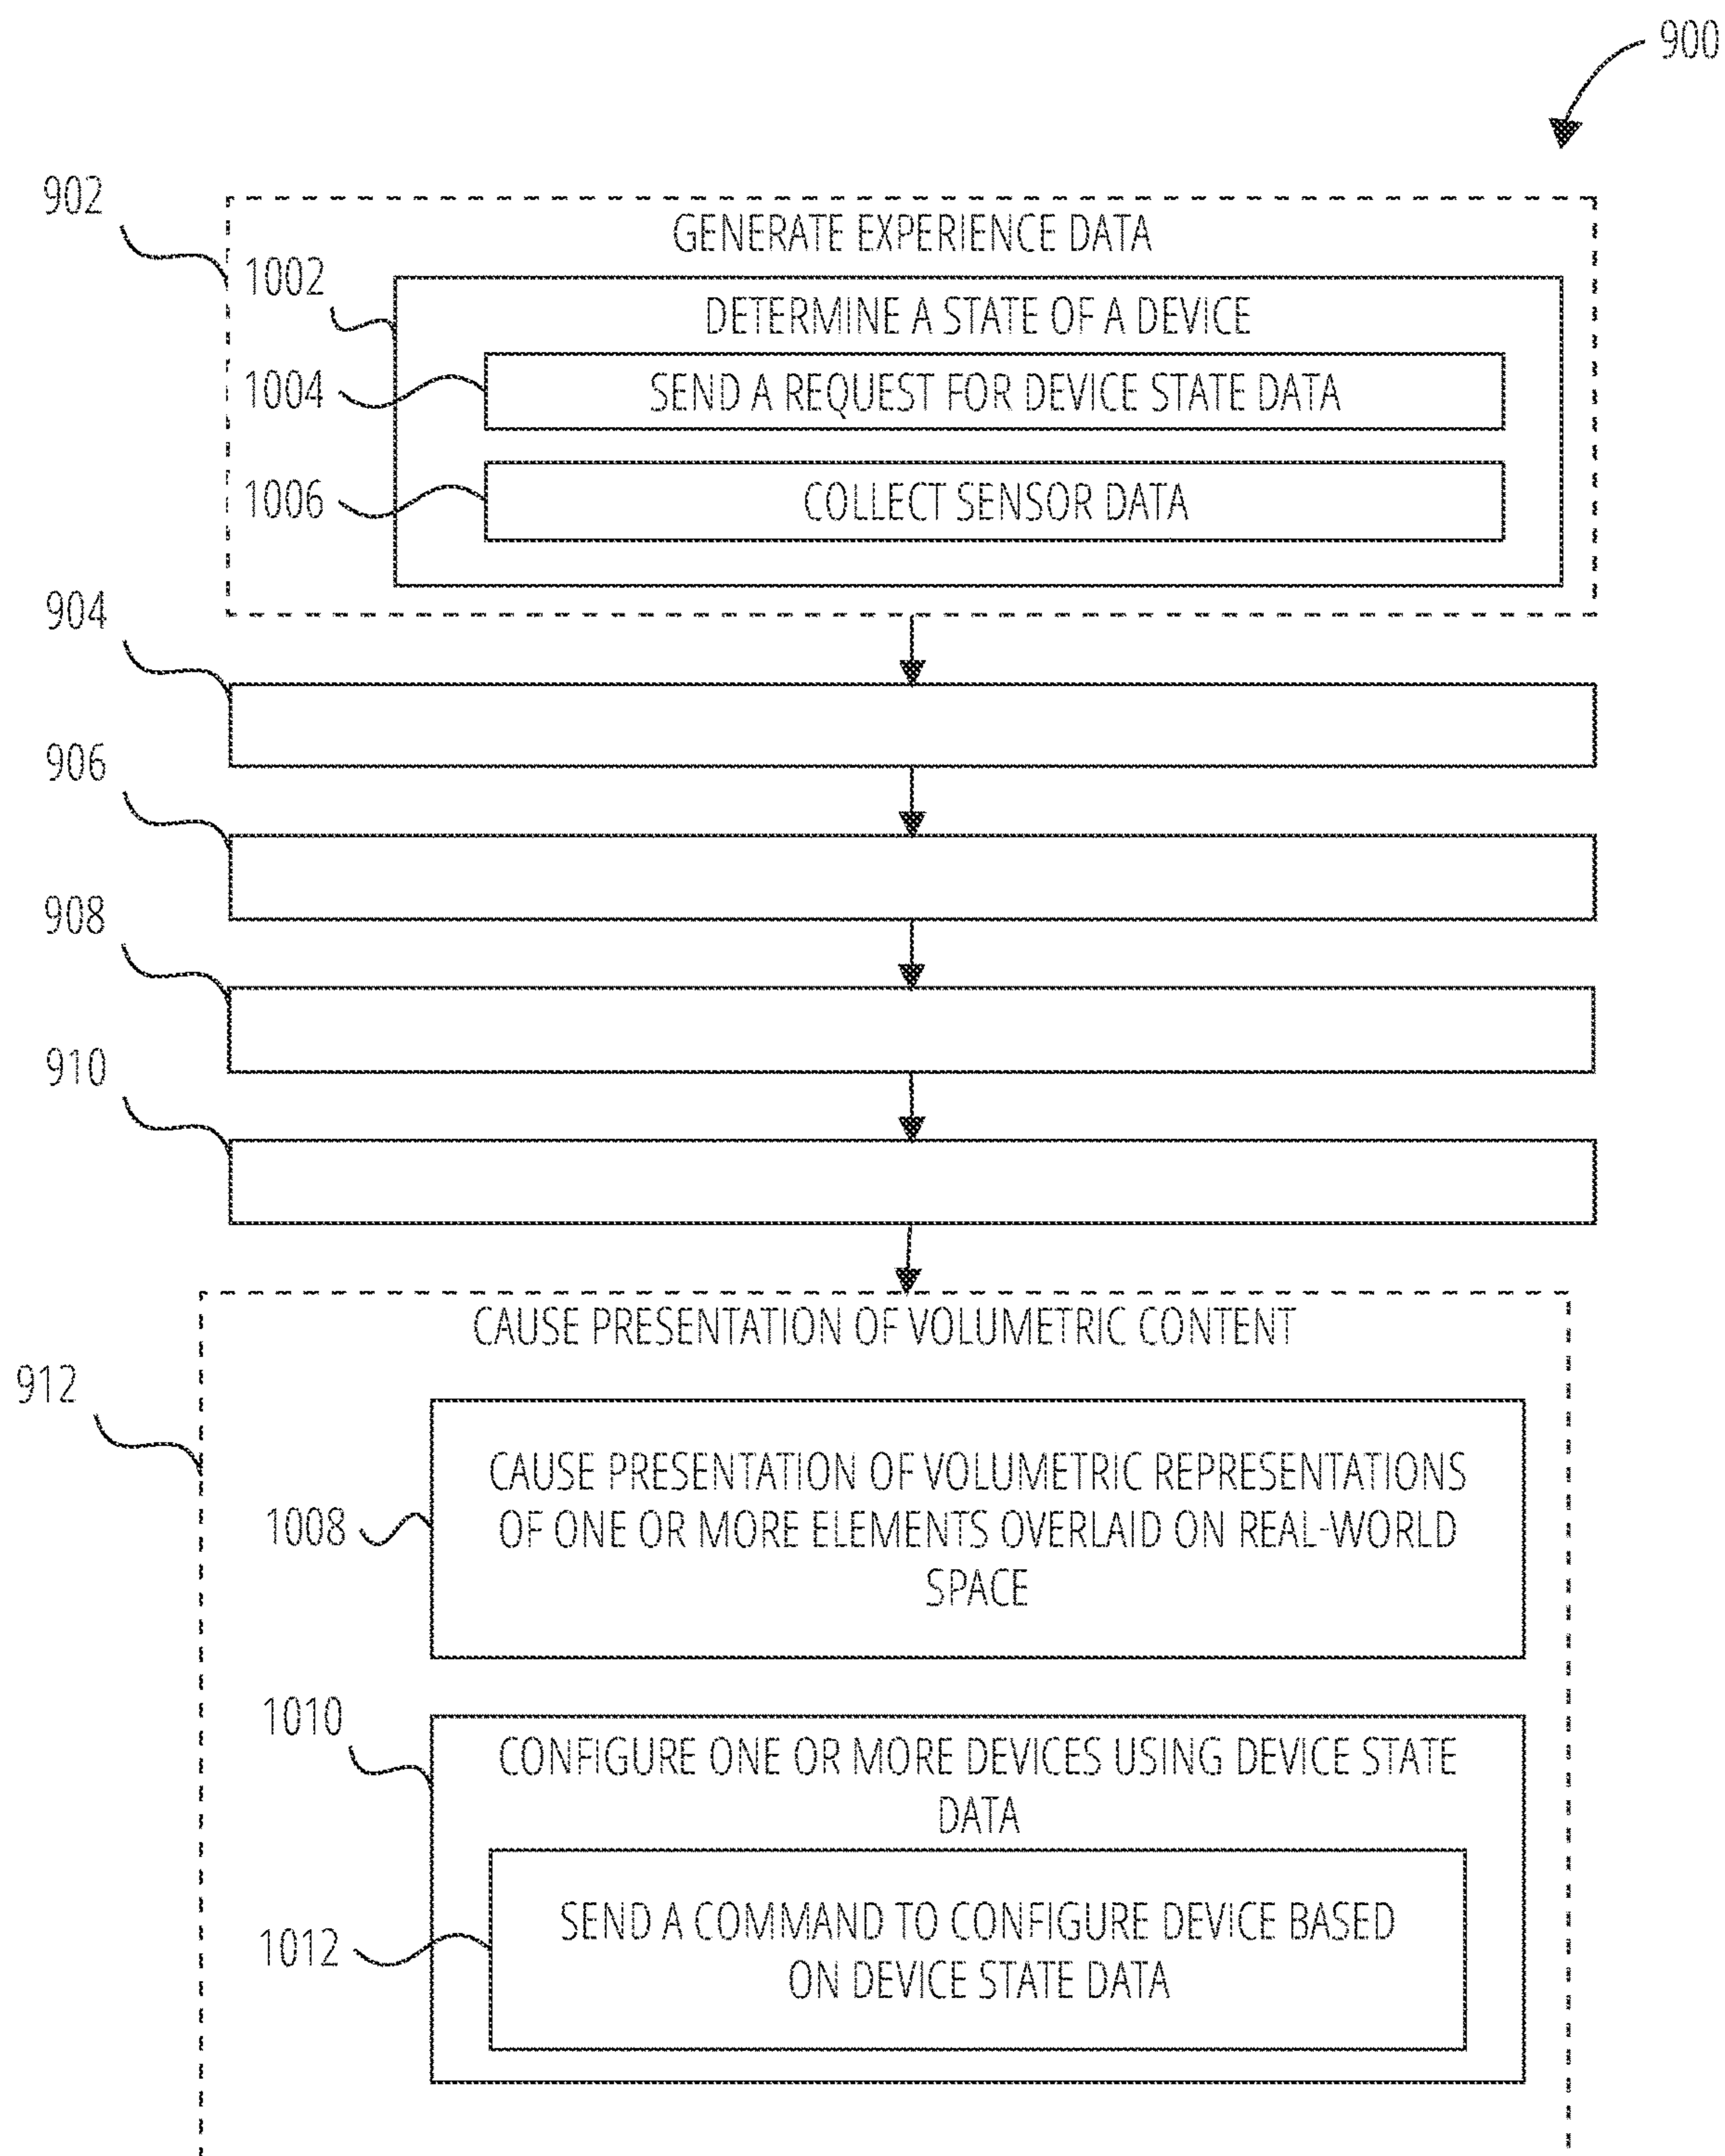 900
902
GENERATE EXPERIENCE DATA
1002
DETERMINE A STATE OF A DEVICE
1004
SEND A REQUEST FOR DEVICE STATE DATA
1006
COLLECT SENSOR DATA
904
906
908
910
CAUSE PRESENTATION OF VOLUMETRIC CONTENT
912
CAUSE PRESENTATION OF VOLUMETRIC REPRESENTATIONS
OF ONE OR MORE ELEMENTS OVERLAID ON REAL-WORLD
SPACE
1008
1010
CONFIGURE ONE OR MORE DEVICES USING DEVICE STATE
DATA
SEND A COMMAND TO CONFIGURE DEVICE BASED
ON DEVICE STATE DATA
1012